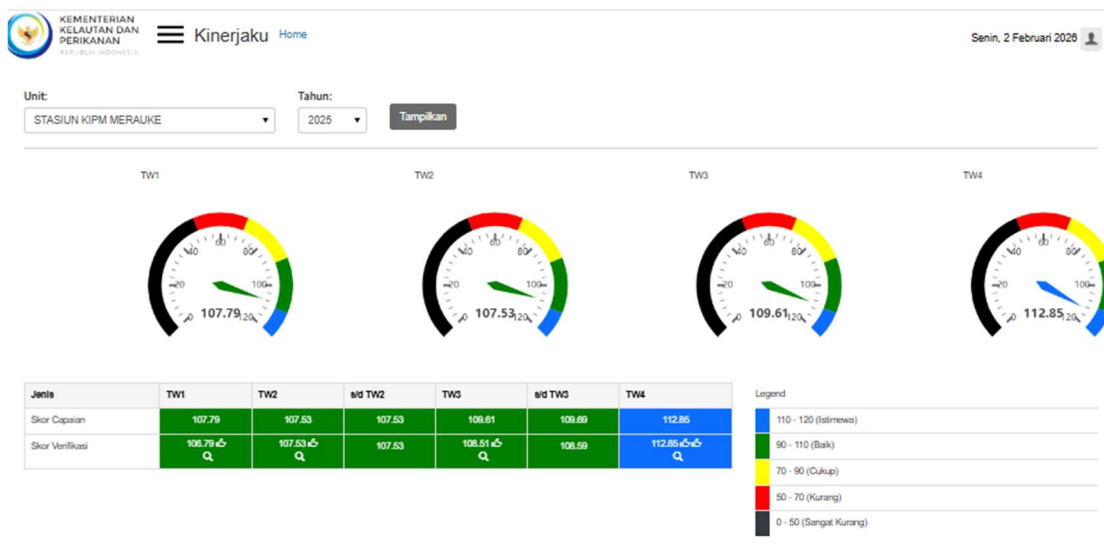 KEMENTERIAN
KELAUTAN DAN
PERIKANAN
REPUBLIK INDONESIA
Kinerjaku Home
Senin, 2 Februari 2026
Unit: Tahun:
STASIUN KIPM MERAUKE 2025 Tampilkan
TW1 TW2 TW3 TW4
0 20 40 60 80 100 120 107.79
0 20 40 60 80 100 120 107.53
0 20 40 60 80 100 120 109.61
0 20 40 60 80 100 120 112.85
Jenis TW1 TW2 s/d TW2 TW3 s/d TW3 TW4
Skor Capaian 107.79 107.53 107.53 109.61 109.69 112.85
Skor Verifikasi 106.79 107.53 107.53 108.51 108.59 112.85
Legend
110 - 120 (Istimewa)
90 - 110 (Baik)
70 - 90 (Cukup)
50 - 70 (Kurang)
0 - 50 (Sangat Kurang)